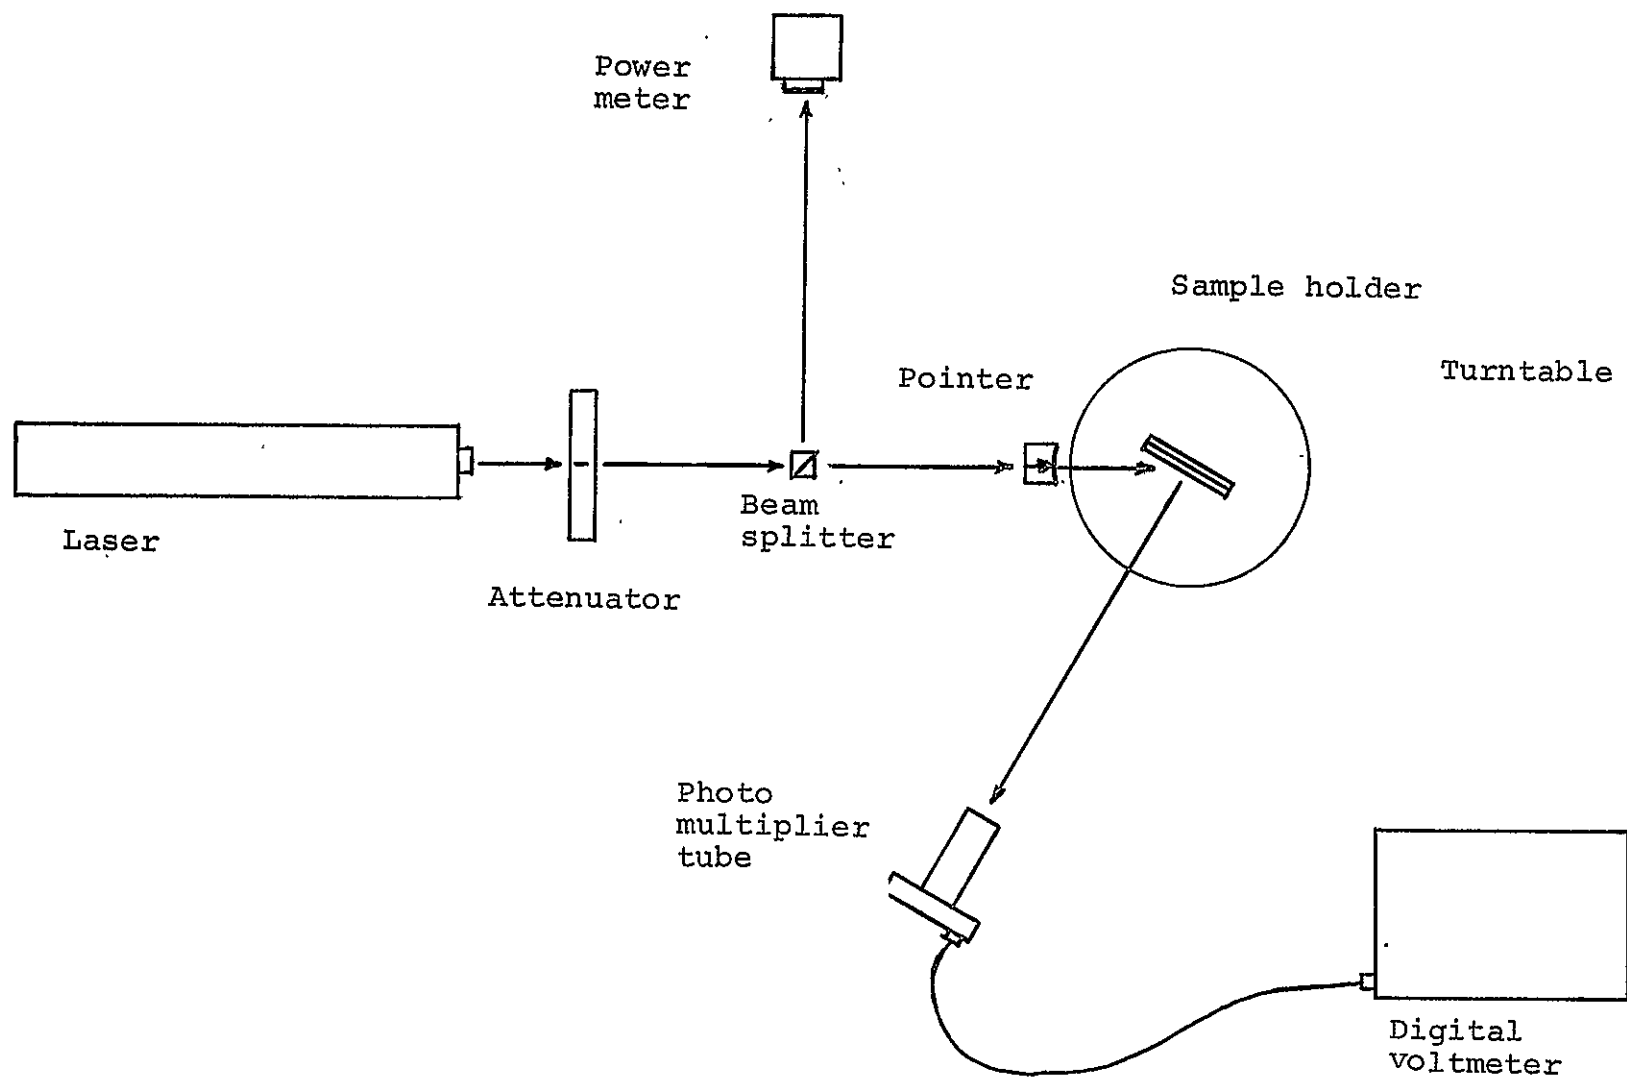 Power
meter
Sample holder
Pointer
Turntable
Laser
Beam
splitter
Attenuator
Photo
multiplier
tube
Digital
voltmeter